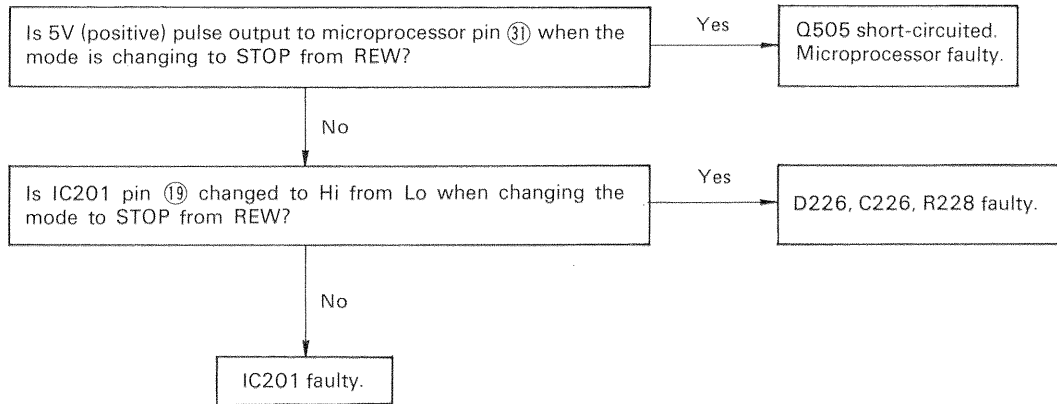 Is 5V (positive) pulse output to microprocessor pin ㉛ when the
mode is changing to STOP from REW?
Yes
Q505 short-circuited.
Microprocessor faulty.
No
Is IC201 pin ⑲ changed to Hi from Lo when changing the
mode to STOP from REW?
Yes
D226, C226, R228 faulty.
No
IC201 faulty.